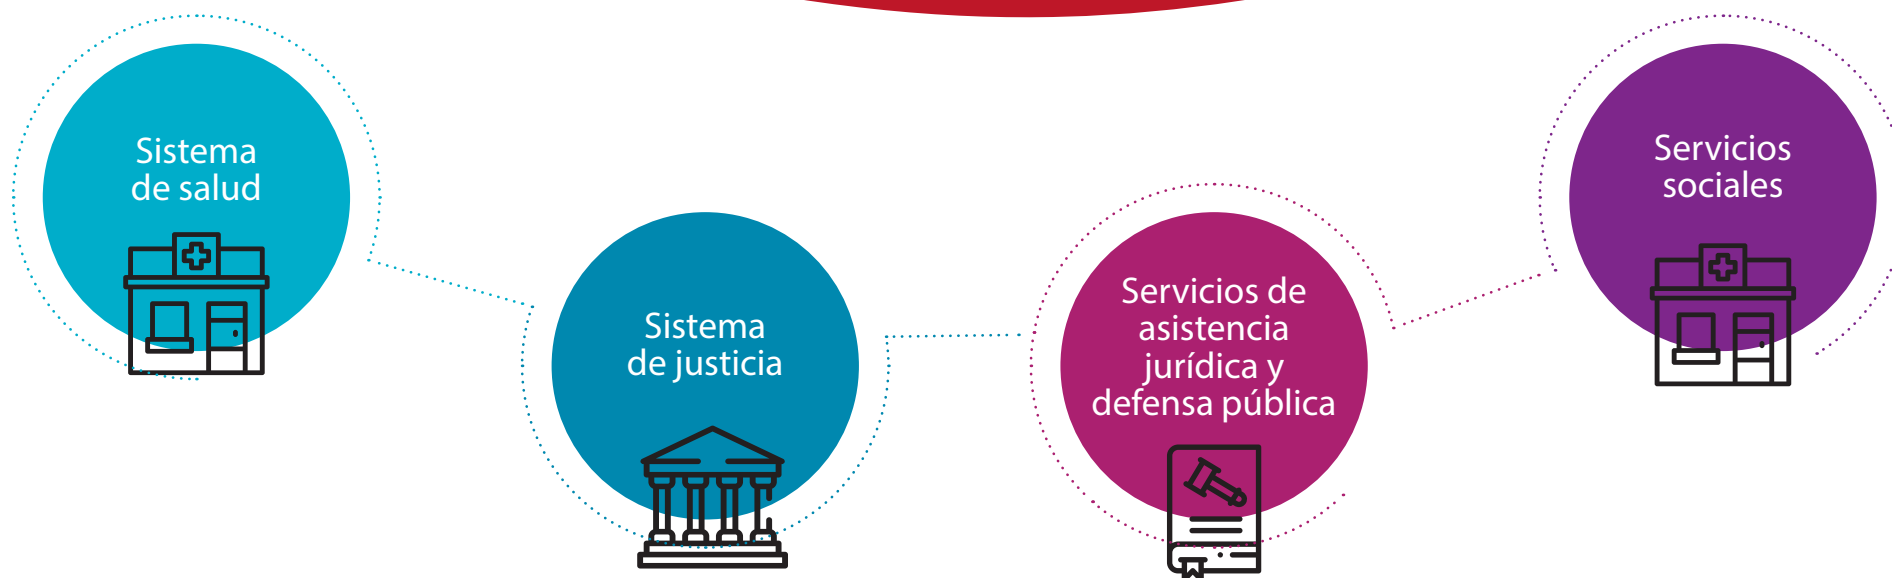 Sistema
de salud
Sistema
de justicia
Servicios de
asistencia
jurídica y
defensa pública
Servicios
sociales